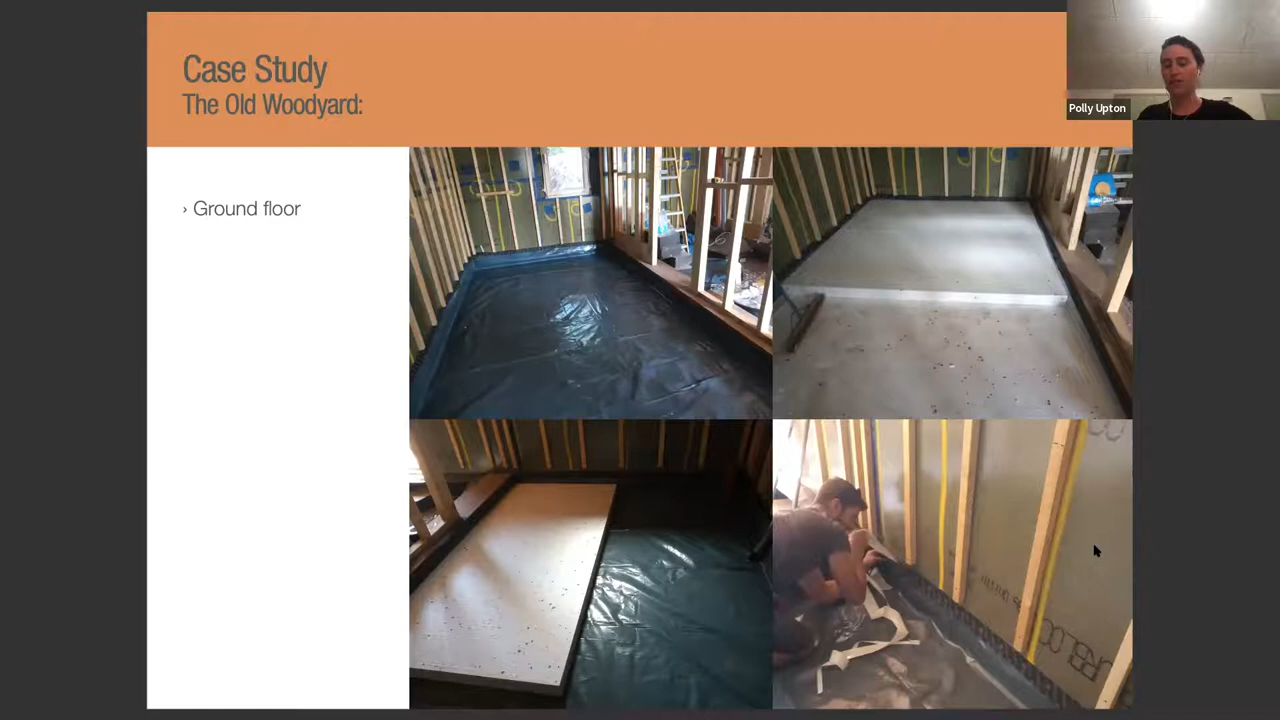 Case Study
The Old Woodyard:
› Ground floor
Polly Upton